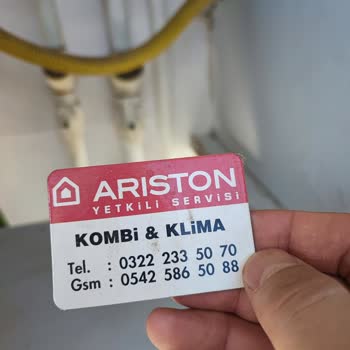 ARISTON
YETKİLİ SERVİSİ
KOMBi & KLİMA
Tel. : 0322 233 50 70
Gsm : 0542 586 50 88